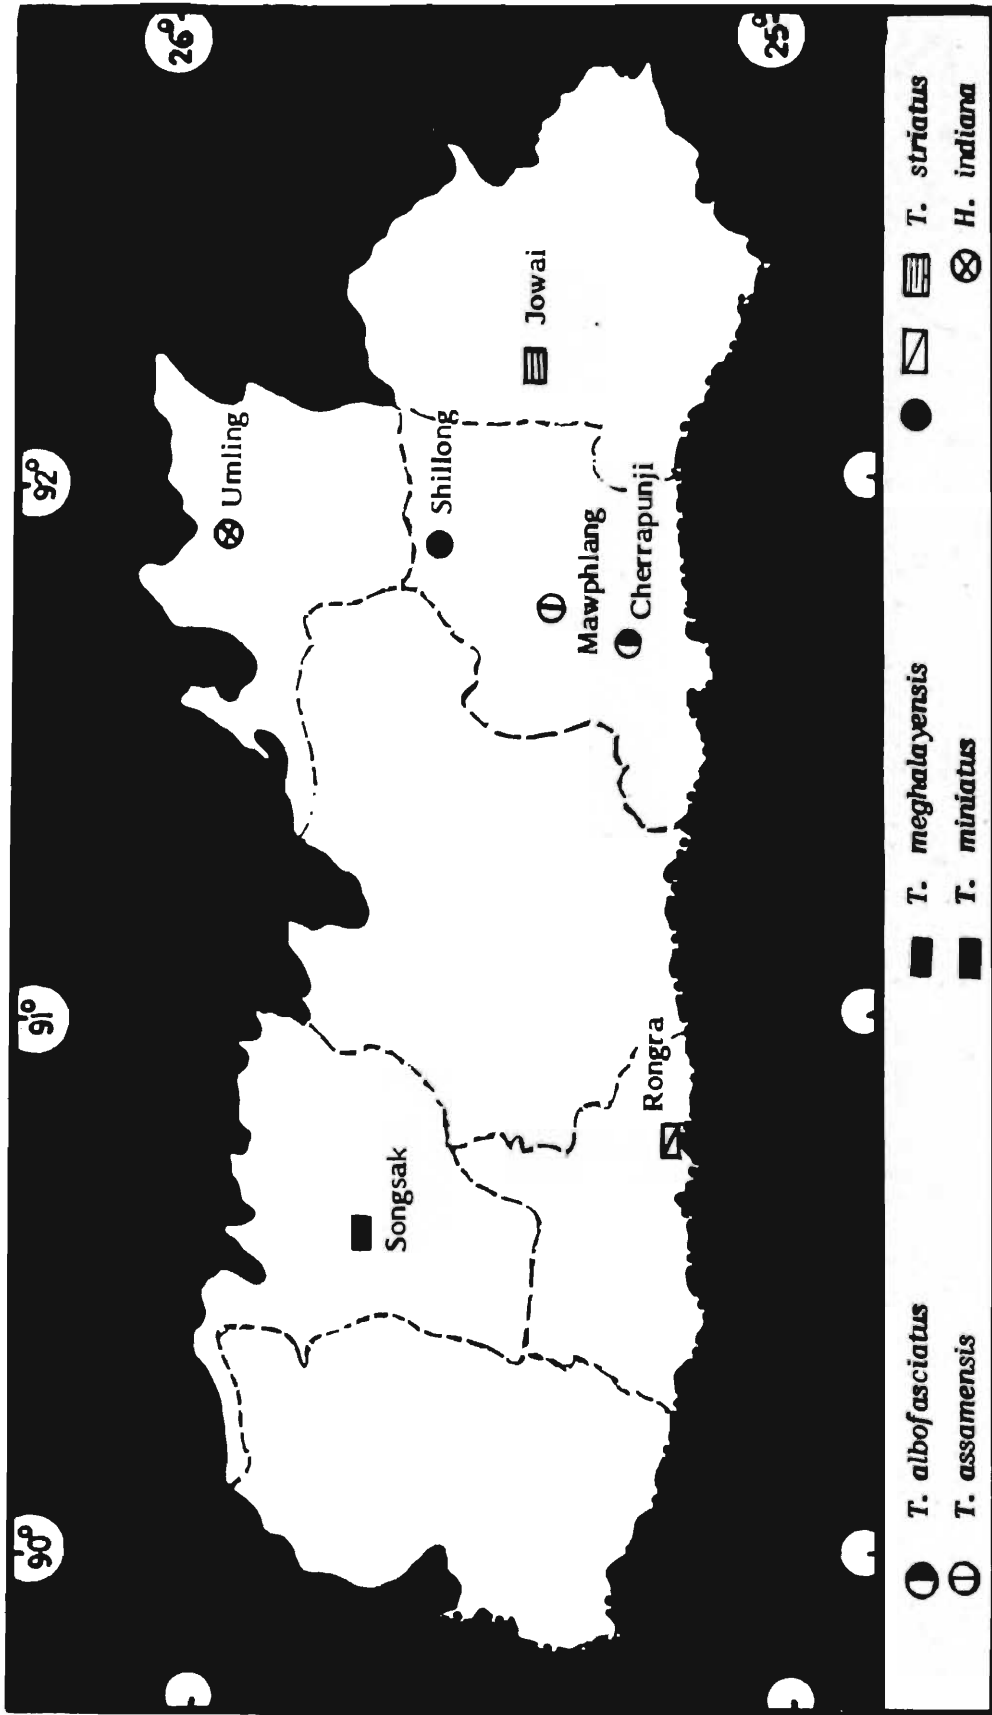 90°
91°
92°
26°
25°
Umling
Songsak
Shillong
Jowai
Mawphlang
Cherrapunji
Rongra
T. albofasciatus
T. meghalayensis
T. striatus
T. assamensis
T. miniatus
H. indiana